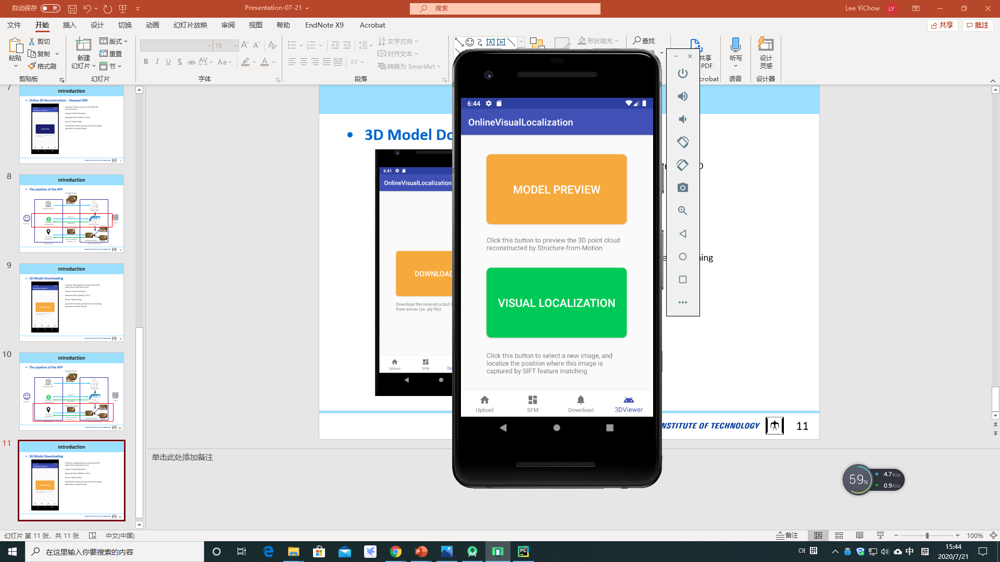 自动保存 关
Presentation-07-21
搜索
Lee YiChow LY
文件 开始 插入 设计 切换 动画 幻灯片放映 审阅 视图 帮助 EndNote X9 Acrobat
共享 批注
粘贴
剪切
复制
格式刷
剪贴板
新建
幻灯片
版式
重置
节
幻灯片
18
B I U S ab AV Aa A
字体
文字方向
对齐文本
转换为 SmartArt
段落
形状填充
查找
共享
PDF
crobat
听写
语音
设计
灵感
设计器
7
Introduction
Online 3D Reconstruction – Request SfM
8
Introduction
The pipeline of the APP
9
Introduction
3D Model Downloading
10
Introduction
The pipeline of the APP
11
Introduction
3D Model Downloading
3D Model Do
6:41
OnlineVisualLocalization
DOWNLOAD
Download the reconstructed 3
from server (as .ply file)
Upload SFM Do
6:44
OnlineVisualLocalization
MODEL PREVIEW
Click this button to preview the 3D point cloud
reconstructed by Structure-from-Motion
VISUAL LOCALIZATION
Click this button to select a new image, and
localize the position where this image is
captured by SIFT feature matching
Upload SFM Download 3DViewer
NSTITUTE OF TECHNOLOGY 11
单击此处添加备注
59%
4.7K/s
0.9K/s
幻灯片 第 11 张，共 11 张 中文(中国)
备注
100%
在这里输入你要搜索的内容
CH 拼
中 拼
15:44
2020/7/21